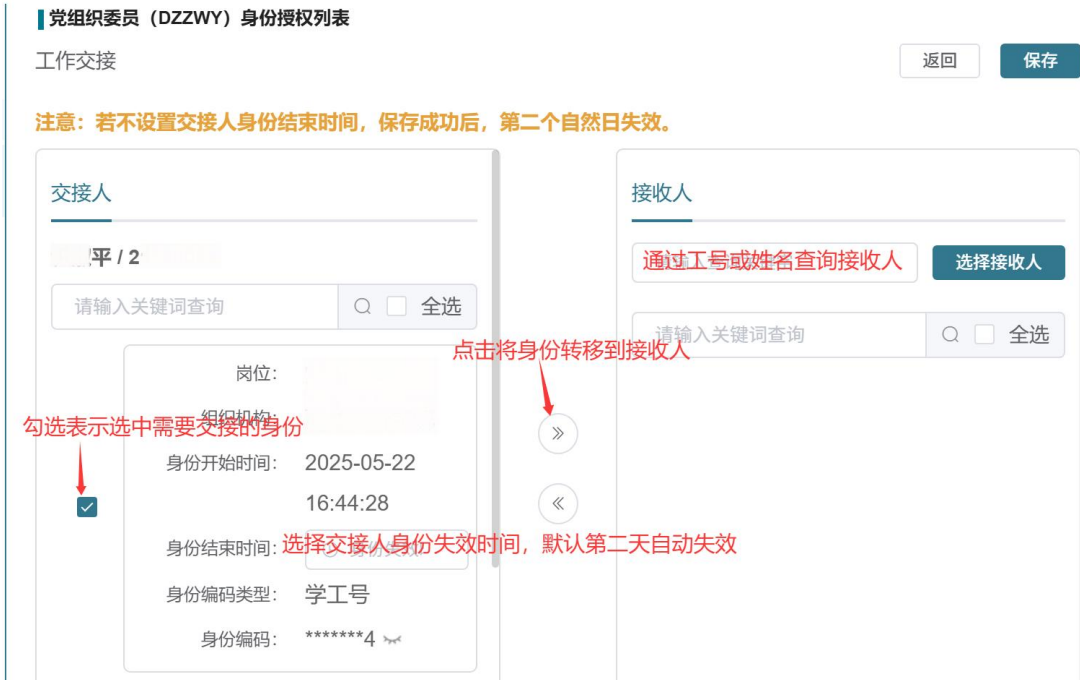 党组织委员（DZZWY）身份授权列表
工作交接
返回
保存
注意：若不设置交接人身份结束时间，保存成功后，第二个自然日失效。
交接人
平 / 2
请输入关键词查询
全选
岗位：
组织机构：
勾选表示选中需要交接的身份
身份开始时间：
2025-05-22
16:44:28
身份结束时间：
选择交接人身份失效时间，默认第二天自动失效
身份编码类型：
学工号
身份编码：
*******4
点击将身份转移到接收人
接收人
通过工号或姓名查询接收人
选择接收人
请输入关键词查询
全选